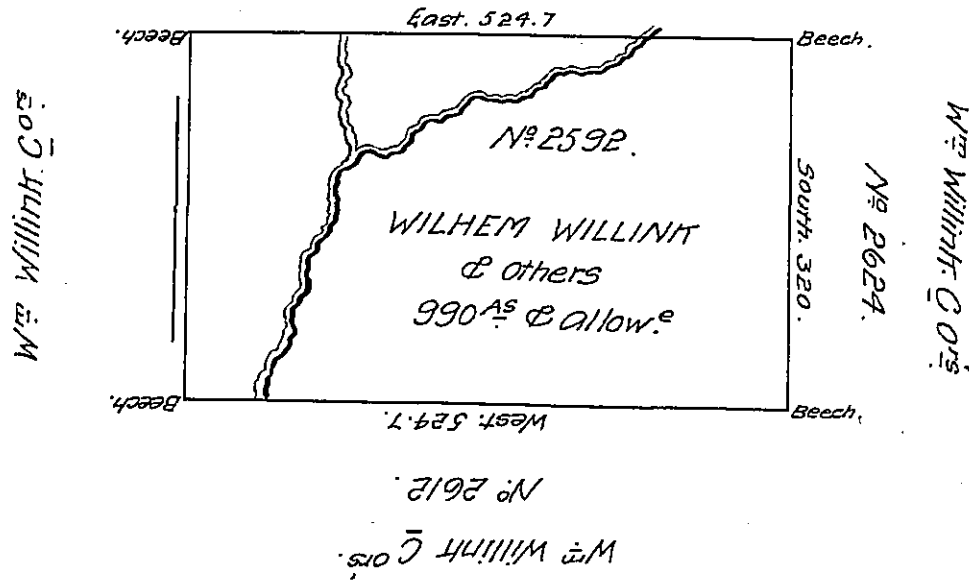 East. 524.7
Beech.
Beech.
Nº 2592.
WILHEM WILLINK
& others
990 AS & allow.e
South. 320.
Nº 2624.
Wm Willink & Ors.
Wm Willink & Ors
Beech.
Beech.
West. 524.7.
Nº 2612.
Wm Willink & Ors.